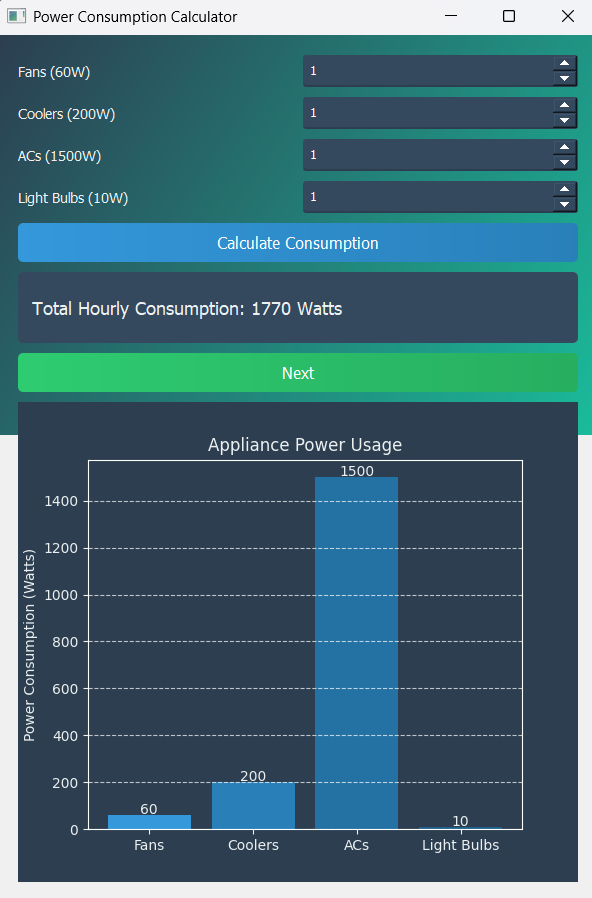 Power Consumption Calculator
Fans (60W) 1
Coolers (200W) 1
ACs (1500W) 1
Light Bulbs (10W) 1
Calculate Consumption
Total Hourly Consumption: 1770 Watts
Next
Appliance Power Usage
Power Consumption (Watts)
1400
1200
1000
800
600
400
200
0
60
200
1500
10
Fans Coolers ACs Light Bulbs